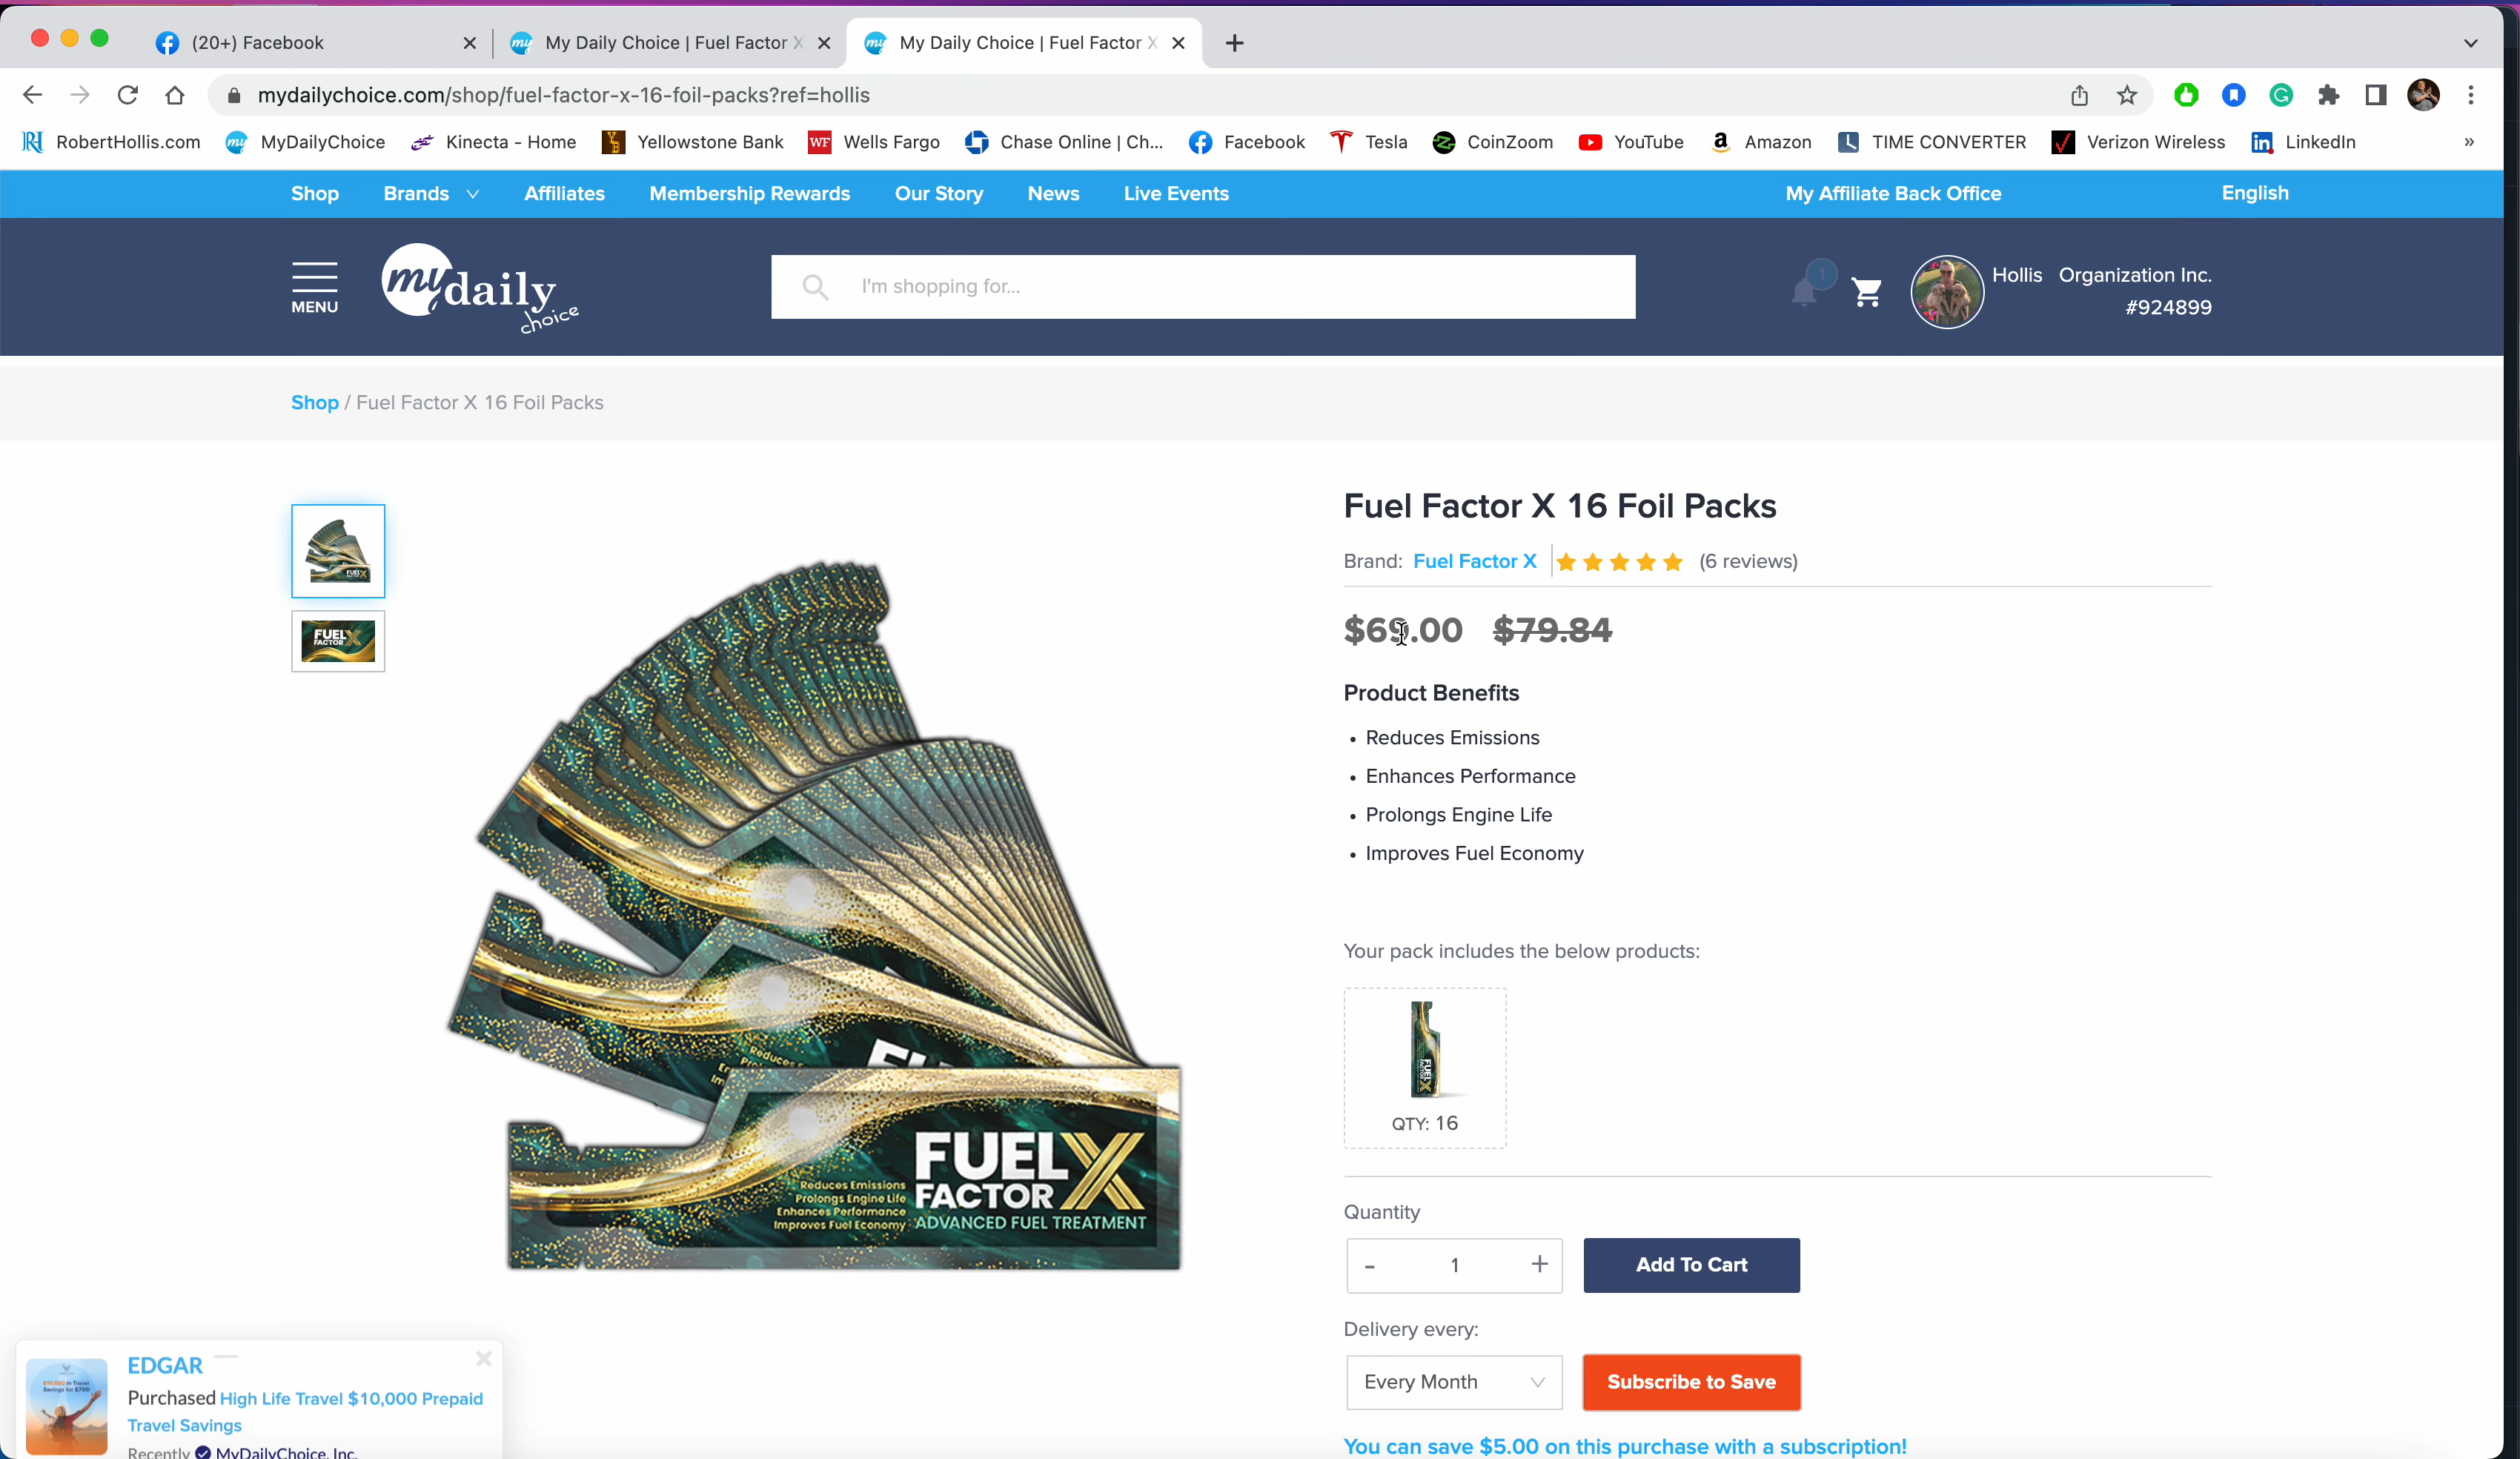 (20+) Facebook
My Daily Choice | Fuel Factor X
My Daily Choice | Fuel Factor X
mydailychoice.com/shop/fuel-factor-x-16-foil-packs?ref=hollis
RobertHollis.com MyDailyChoice Kinecta - Home Yellowstone Bank WF Wells Fargo Chase Online | Ch... Facebook Tesla CoinZoom YouTube Amazon TIME CONVERTER Verizon Wireless LinkedIn »
Shop Brands Affiliates Membership Rewards Our Story News Live Events My Affiliate Back Office English
MENU
my daily choice
I'm shopping for...
1
Hollis Organization Inc.
#924899
Shop / Fuel Factor X 16 Foil Packs
Fuel Factor X 16 Foil Packs
Brand: Fuel Factor X (6 reviews)
$69.00 $79.84
Product Benefits
• Reduces Emissions
• Enhances Performance
• Prolongs Engine Life
• Improves Fuel Economy
FUEL X
FACTOR
Reduces Emissions
Prolongs Engine Life
Enhances Performance
Improves Fuel Economy
FUEL X
FACTOR
ADVANCED FUEL TREATMENT
Your pack includes the below products:
QTY: 16
Quantity
- 1 +
Add To Cart
Delivery every:
Every Month
Subscribe to Save
You can save $5.00 on this purchase with a subscription!
EDGAR
Purchased High Life Travel $10,000 Prepaid
Travel Savings
Recently MyDailyChoice, Inc.